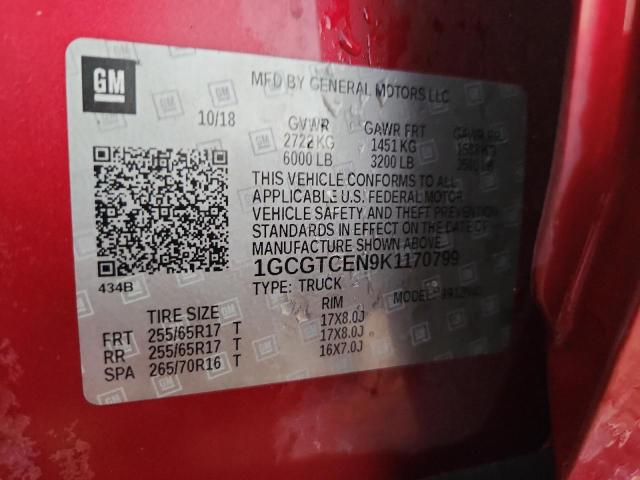 GM
MFD BY GENERAL MOTORS LLC
10/18 GVWR GAWR FRT GAWR RR
2722 KG 1451 KG
6000 LB 3200 LB
THIS VEHICLE CONFORMS TO ALL
APPLICABLE U.S. FEDERAL MOTOR
VEHICLE SAFETY AND THEFT PREVENTION
STANDARDS IN EFFECT ON THE DATE OF
MANUFACTURE SHOWN ABOVE.
1GCGTCEN9K1170799
434B TYPE: TRUCK MODEL:
TIRE SIZE RIM
FRT 255/65R17 T 17X8.0J
RR 255/65R17 T 17X8.0J
SPA 265/70R16 T 16X7.0J